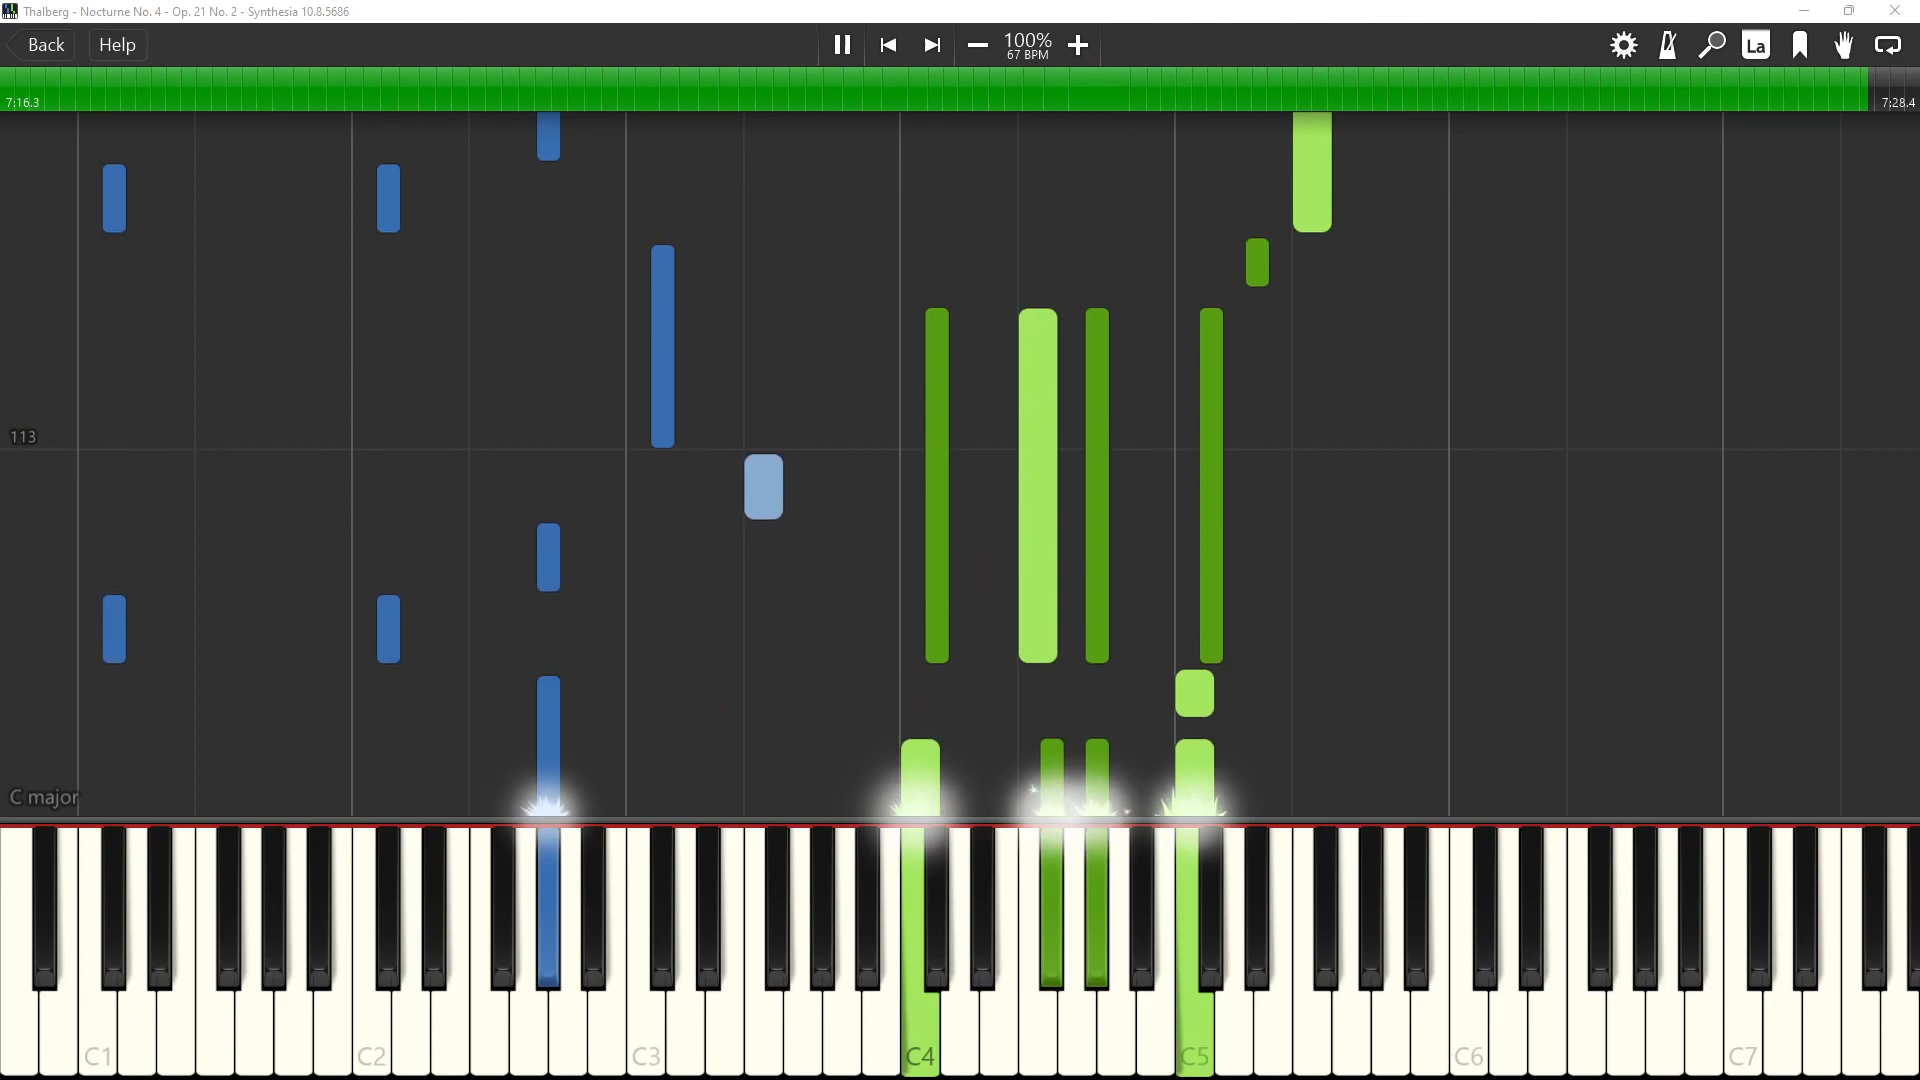 Thalberg - Nocturne No. 4 - Op. 21 No. 2 - Synthesia 10.8.5686
Back
Help
100%
67 BPM
La
7:16.3
7:28.4
113
C major
C1
C2
C3
C4
C5
C6
C7